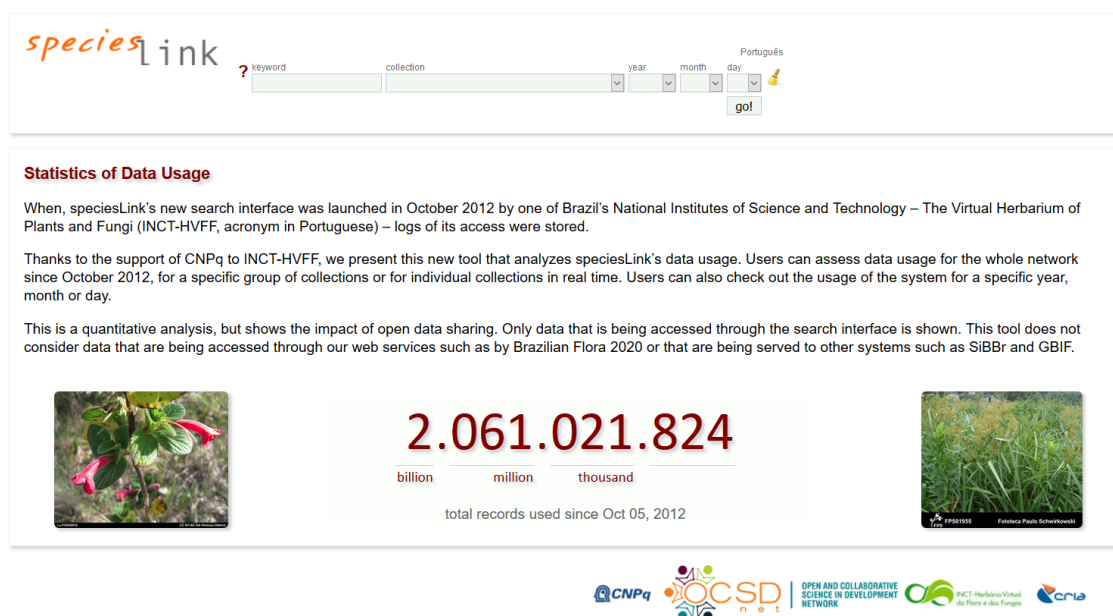 specieslink
Português
? keyword collection year month day
go!
Statistics of Data Usage
When, speciesLink's new search interface was launched in October 2012 by one of Brazil's National Institutes of Science and Technology – The Virtual Herbarium of
Plants and Fungi (INCT-HVFF, acronym in Portuguese) – logs of its access were stored.
Thanks to the support of CNPq to INCT-HVFF, we present this new tool that analyzes speciesLink's data usage. Users can assess data usage for the whole network
since October 2012, for a specific group of collections or for individual collections in real time. Users can also check out the usage of the system for a specific year,
month or day.
This is a quantitative analysis, but shows the impact of open data sharing. Only data that is being accessed through the search interface is shown. This tool does not
consider data that are being accessed through our web services such as by Brazilian Flora 2020 or that are being served to other systems such as SiBBr and GBIF.
2.061.021.824
billion million thousand
total records used since Oct 05, 2012
FPS
FPS01955 Fototeca Paulo Schwirkowski
CNPq
OCSD
net
OPEN AND COLLABORATIVE
SCIENCE IN DEVELOPMENT
NETWORK
INCT-Herbário Virtual
da Flora e dos Fungos
cria